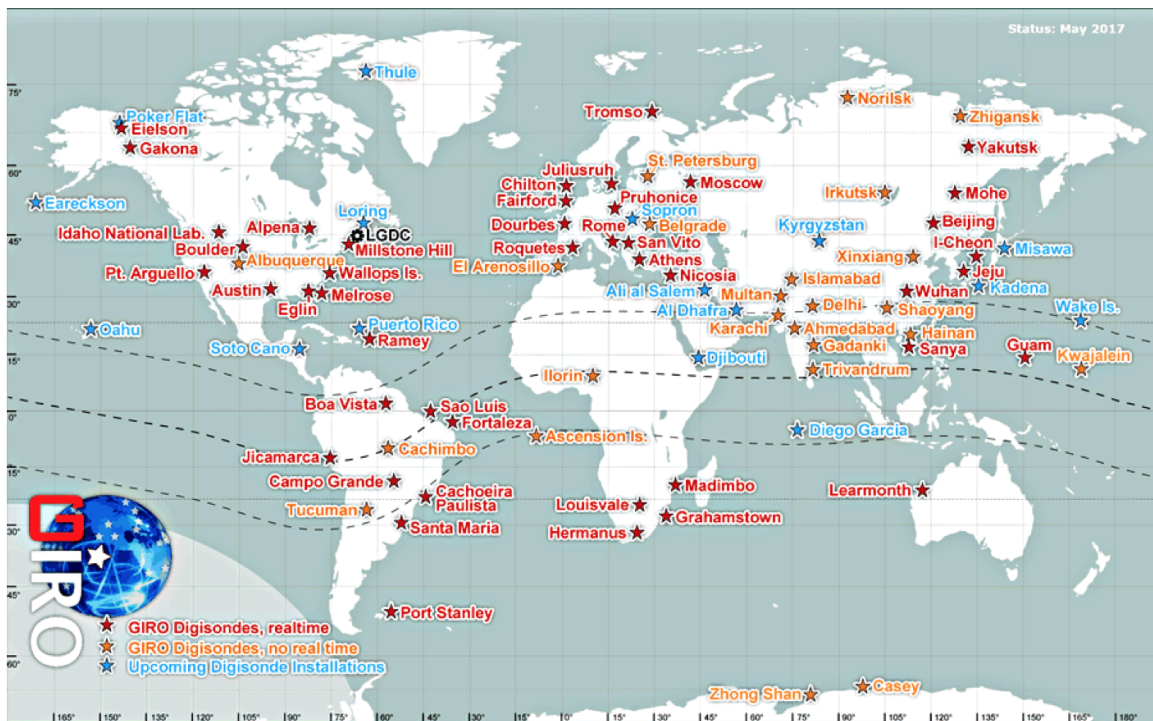 Status: May 2017
Thule
Norilsk
75°
Tromso
Zhigansk
Poker Flat
Eielson
Gakona
Yakutsk
St. Petersburg
60°
Juliusruh
Chilton
Moscow
Fairford
Pruhonice
Irkutsk
Mohe
Eareckson
Loring
Sopron
Idaho National Lab.
Alpena
LGDC
Dourbes
Rome
Belgrade
Kyrgyzstan
Beijing
45°
Boulder
Millstone Hill
Roquetes
San Vito
I-Cheon
Misawa
Albuquerque
El Arenosillo
Athens
Xinxiang
Pt. Arguello
Wallops Is.
Nicosia
Islamabad
Jeju
Austin
Melrose
Ali al Salem
Multan
Wuhan
Kadena
30°
Eglin
Al Dhafra
Delhi
Shaoyang
Wake Is.
Oahu
Puerto Rico
Karachi
Ahmedabad
Hainan
Ramey
Soto Cano
Djibouti
Gadanki
Sanya
Guam
Kwajalein
15°
Ilorin
Trivandrum
Boa Vista
Sao Luis
0°
Fortaleza
Ascension Is.
Diego Garcia
Cachimbo
Jicamarca
15°
Campo Grande
Madimbo
Learmonth
Cachoeira
Paulista
Louisvale
Tucuman
Grahamstown
Santa Maria
Hermanus
30°
GIRO
45°
Port Stanley
GIRO Digisondes, realtime
GIRO Digisondes, no real time
Upcoming Digisonde Installations
60°
Zhong Shan
Casey
165° 150° 135° 120° 105° 90° 75° 60° 45° 30° 15° 0° 15° 30° 45° 60° 75° 90° 105° 120° 135° 150° 165°